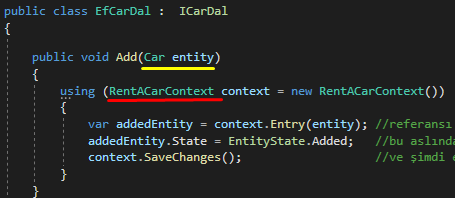 public class EfCarDal : ICarDal
{
public void Add(Car entity)
{
using (RentACarContext context = new RentACarContext())
{
var addedEntity = context.Entry(entity); //referansı
addedEntity.State = EntityState.Added; //bu aslında
context.SaveChanges(); //ve şimdi
}
}